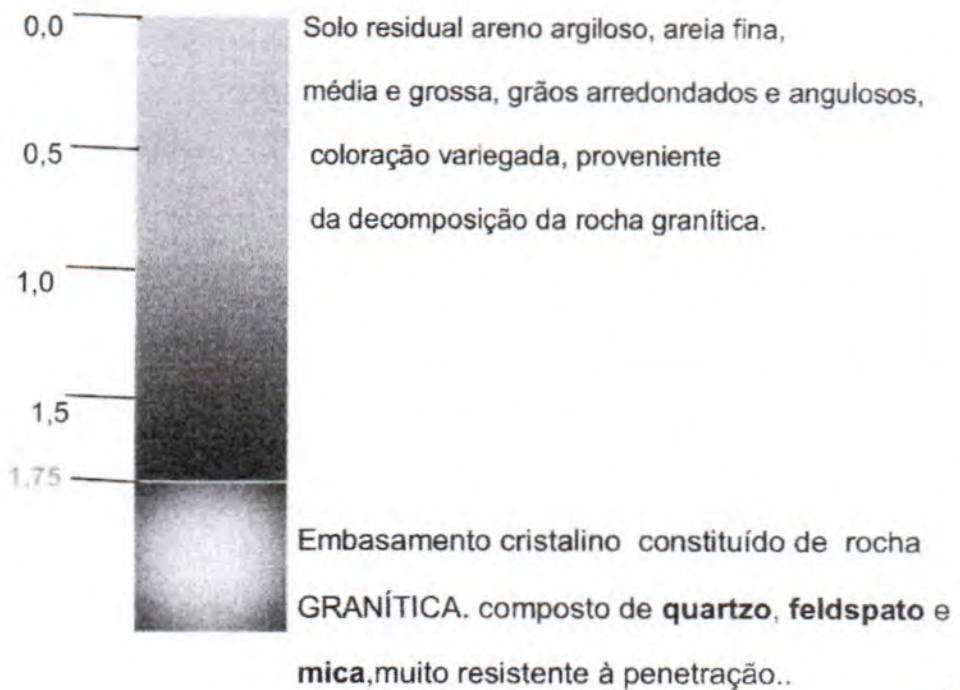 0,0
Solo residual areno argiloso, areia fina,
média e grossa, grãos arredondados e angulosos,
0,5
coloração variegada, proveniente
da decomposição da rocha granítica.
1,0
1,5
1,75
Embasamento cristalino constituído de rocha
GRANÍTICA. composto de quartzo, feldspato e
mica,muito resistente à penetração..